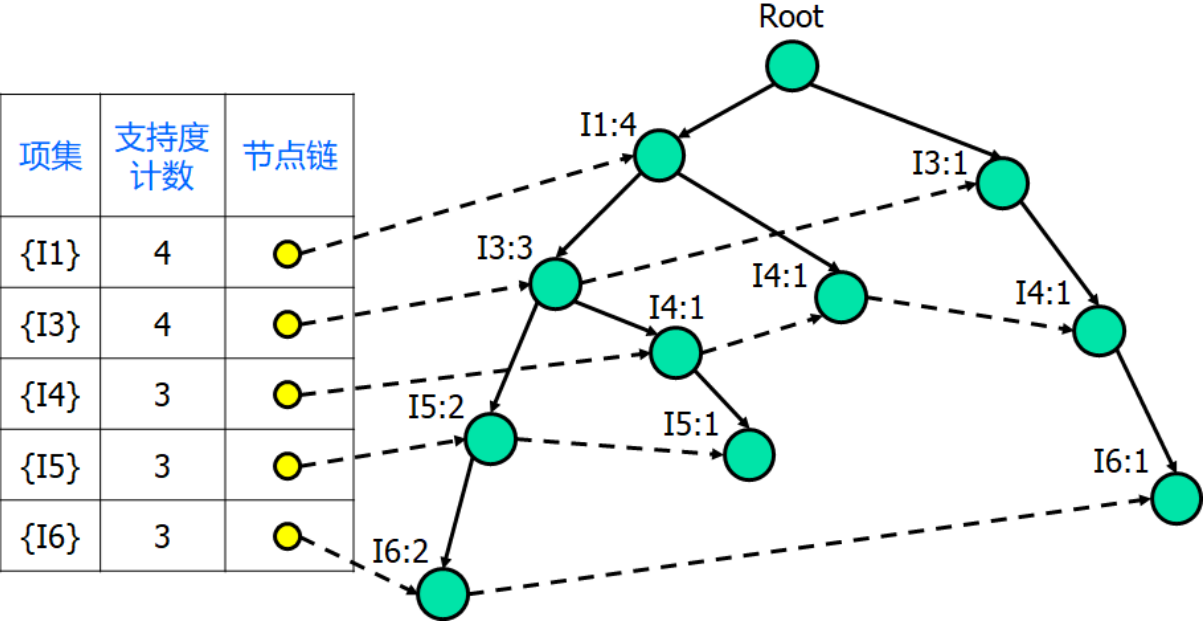 Root
项集
支持度
计数
节点链
{I1}
4
{I3}
4
{I4}
3
{I5}
3
{I6}
3
I1:4
I3:1
I3:3
I4:1
I4:1
I4:1
I5:2
I5:1
I6:1
I6:2